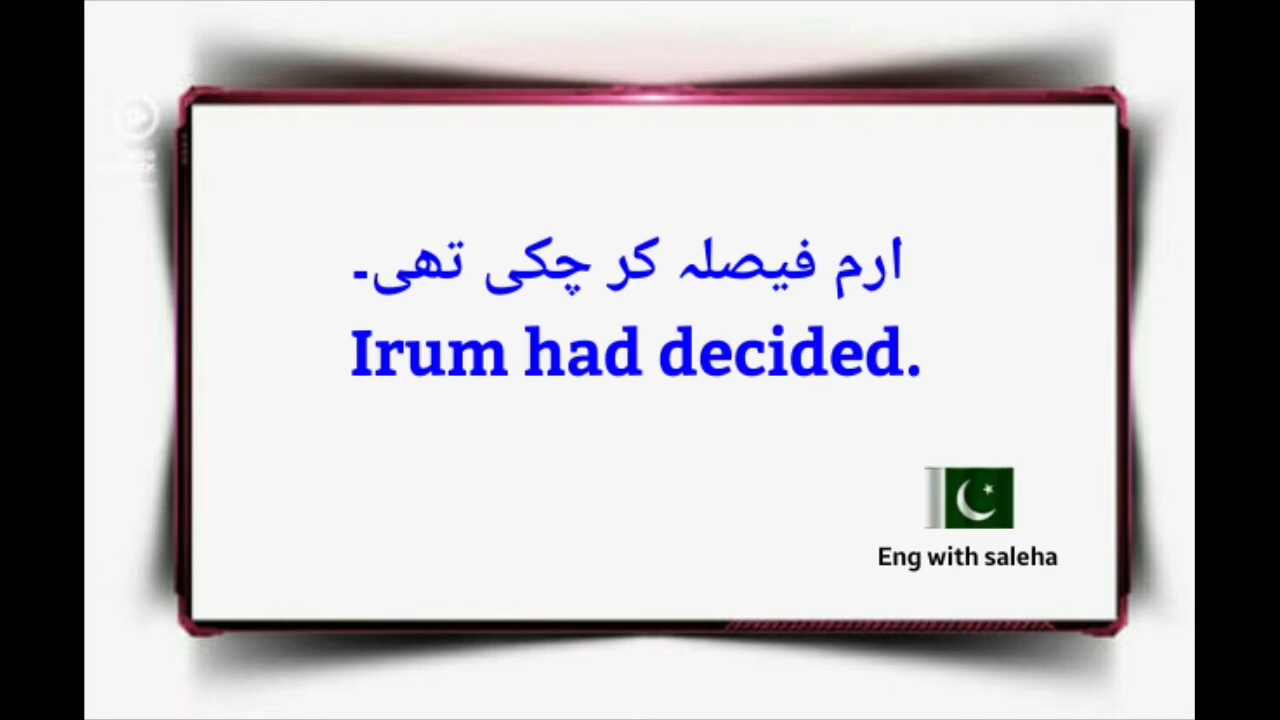 ارم فیصلہ کر چکی تھی۔
Irum had decided.
Eng with saleha